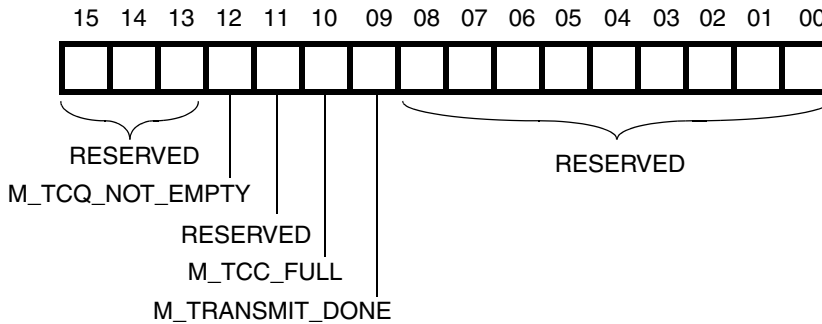 15 14 13 12 11 10 09 08 07 06 05 04 03 02 01 00
RESERVED RESERVED
M_TCQ_NOT_EMPTY
RESERVED
M_TCC_FULL
M_TRANSMIT_DONE